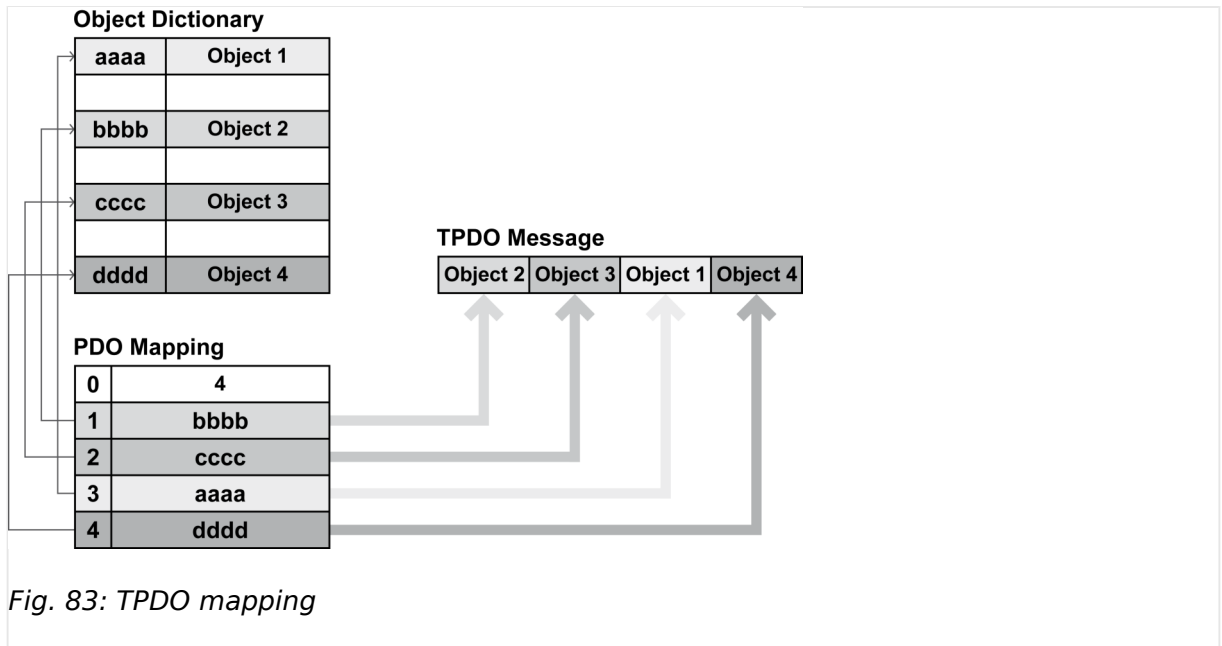 Object Dictionary
aaaa Object 1
bbbb Object 2
cccc Object 3
dddd Object 4
TPDO Message
Object 2 Object 3 Object 1 Object 4
PDO Mapping
0 4
1 bbbb
2 cccc
3 aaaa
4 dddd
Fig. 83: TPDO mapping